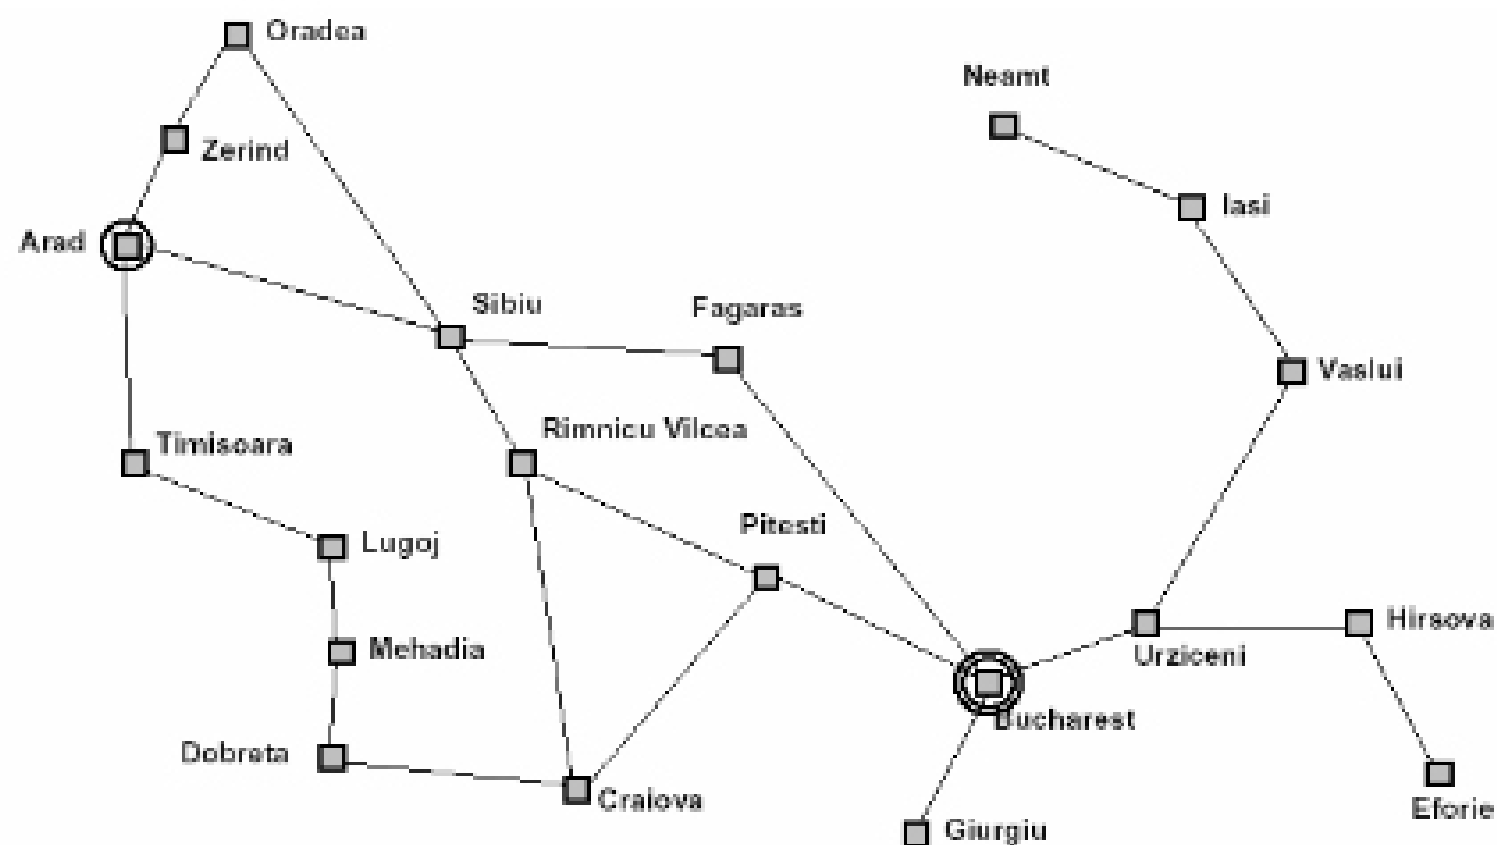 Oradea
Neamt
Zerind
Iasi
Arad
Sibiu
Fagaras
Vaslui
Rimnicu Vilcea
Timisoara
Pitesti
Lugoj
Hirsova
Mehadia
Urziceni
Bucharest
Dobreta
Craiova
Eforie
Giurgiu